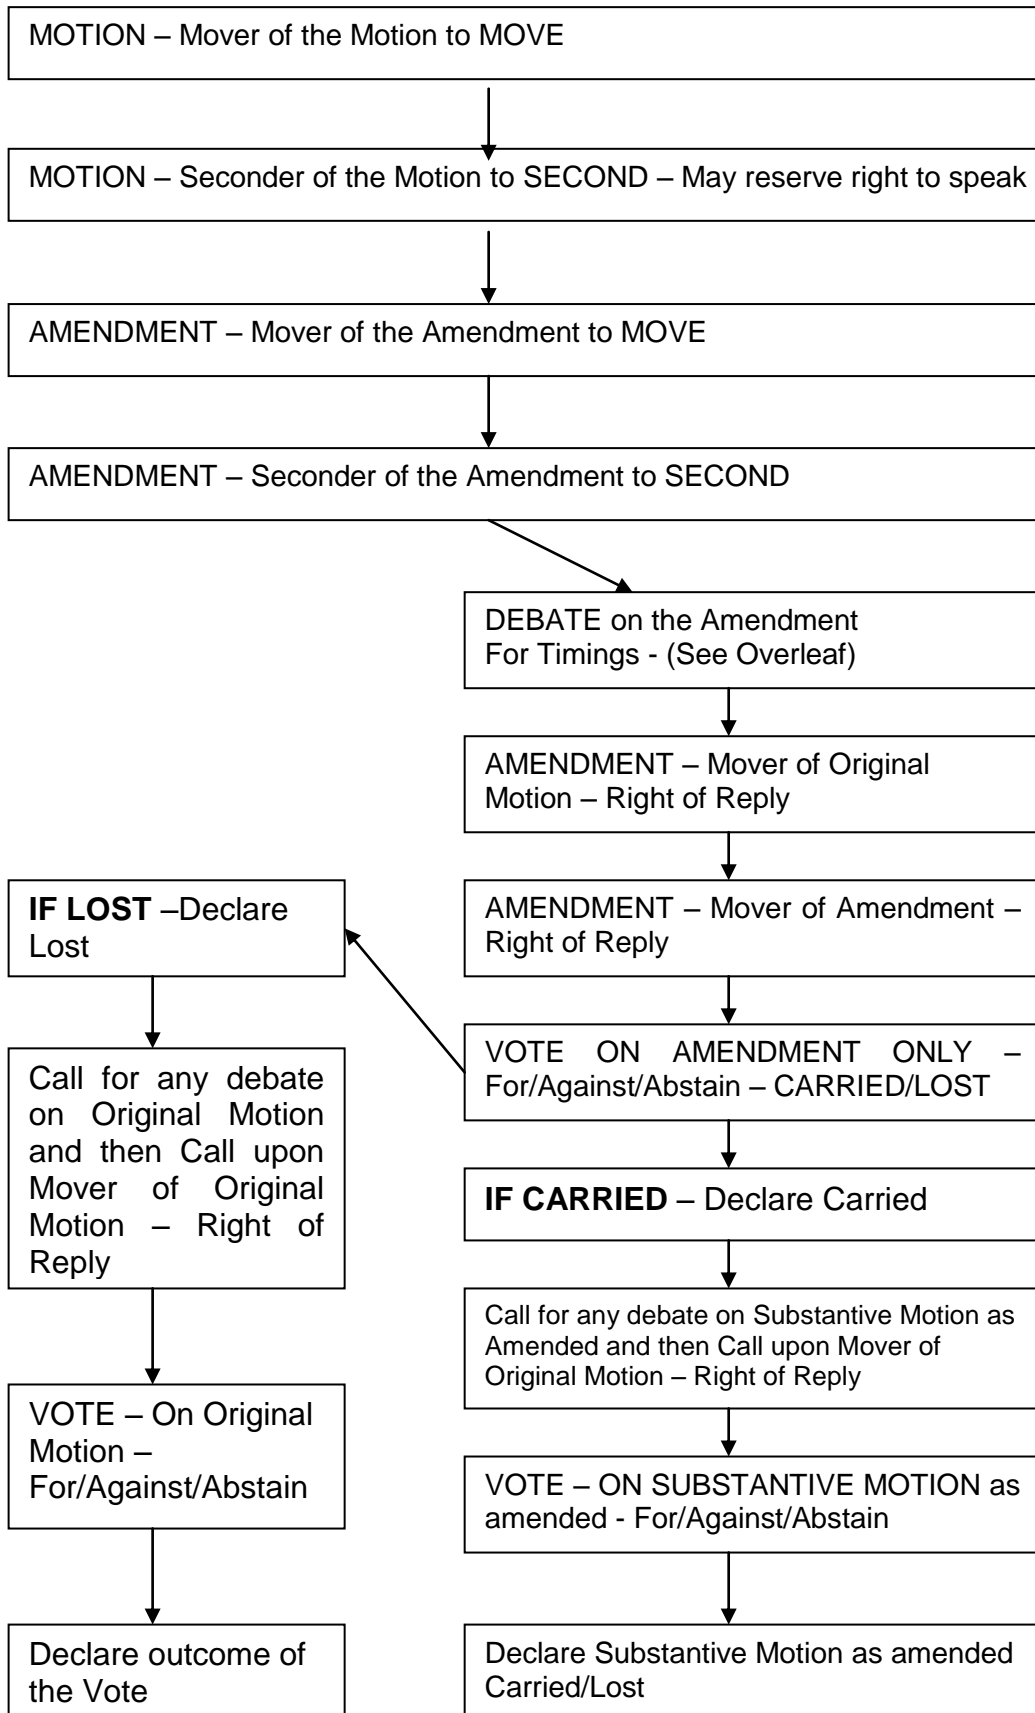 MOTION – Mover of the Motion to MOVE
MOTION – Seconder of the Motion to SECOND – May reserve right to speak
AMENDMENT – Mover of the Amendment to MOVE
AMENDMENT – Seconder of the Amendment to SECOND
DEBATE on the Amendment
For Timings - (See Overleaf)
AMENDMENT – Mover of Original
Motion – Right of Reply
AMENDMENT – Mover of Amendment –
Right of Reply
VOTE ON AMENDMENT ONLY –
For/Against/Abstain – CARRIED/LOST
IF LOST –Declare
Lost
Call for any debate
on Original Motion
and then Call upon
Mover of Original
Motion – Right of
Reply
VOTE – On Original
Motion –
For/Against/Abstain
Declare outcome of
the Vote
IF CARRIED – Declare Carried
Call for any debate on Substantive Motion as
Amended and then Call upon Mover of
Original Motion – Right of Reply
VOTE – ON SUBSTANTIVE MOTION as
amended - For/Against/Abstain
Declare Substantive Motion as amended
Carried/Lost